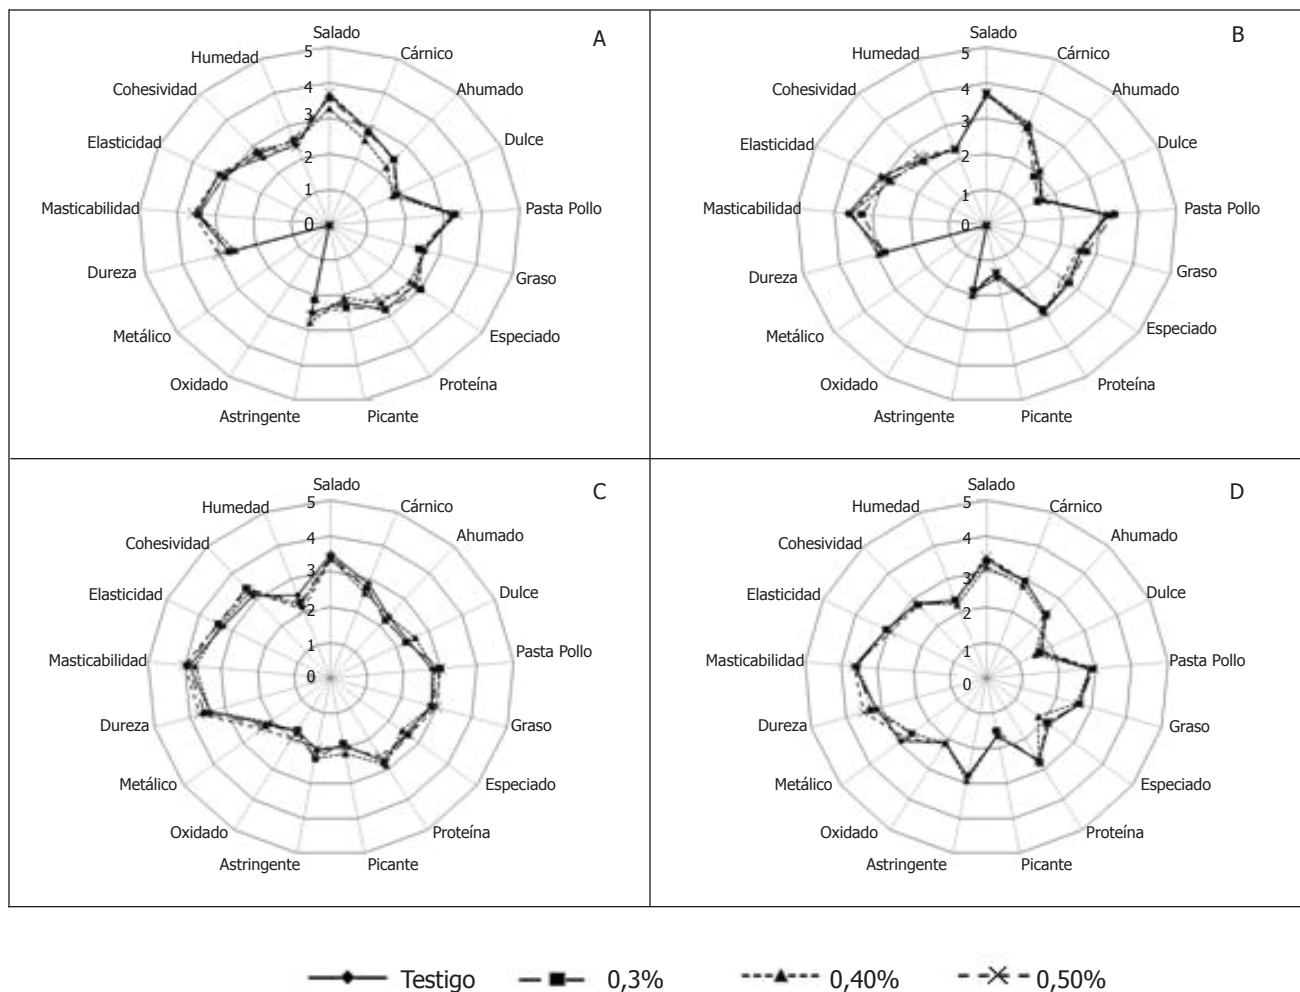 A
Salado
Cárnico
Ahumado
Dulce
Pasta Pollo
Graso
Especiado
Proteína
Picante
Astringente
Oxidado
Metálico
Dureza
Masticabilidad
Elasticidad
Cohesividad
Humedad
5
4
3
2
1
0
B
Salado
Cárnico
Ahumado
Dulce
Pasta Pollo
Graso
Especiado
Proteína
Picante
Astringente
Oxidado
Metálico
Dureza
Masticabilidad
Elasticidad
Cohesividad
Humedad
5
4
3
2
1
0
C
Salado
Cárnico
Ahumado
Dulce
Pasta Pollo
Graso
Especiado
Proteína
Picante
Astringente
Oxidado
Metálico
Dureza
Masticabilidad
Elasticidad
Cohesividad
Humedad
5
4
3
2
1
0
D
Salado
Cárnico
Ahumado
Dulce
Pasta Pollo
Graso
Especiado
Proteína
Picante
Astringente
Oxidado
Metálico
Dureza
Masticabilidad
Elasticidad
Cohesividad
Humedad
5
4
3
2
1
0
Testigo
0,3%
0,40%
0,50%